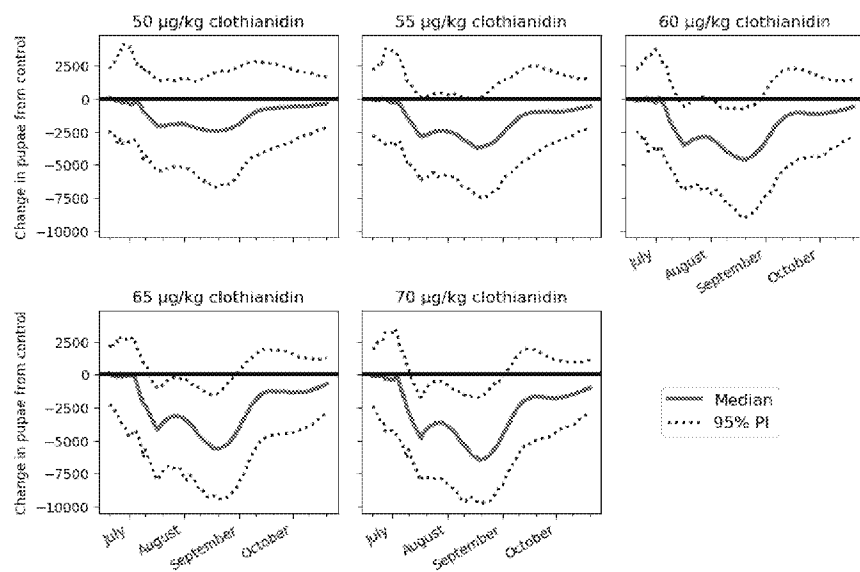 50 µg/kg clothianidin
55 µg/kg clothianidin
60 µg/kg clothianidin
Change in pupae from control
2500
0
−2500
−5000
−7500
−10000
July
August
September
October
65 µg/kg clothianidin
70 µg/kg clothianidin
Change in pupae from control
2500
0
−2500
−5000
−7500
−10000
July
August
September
October
July
August
September
October
Median
95% PI